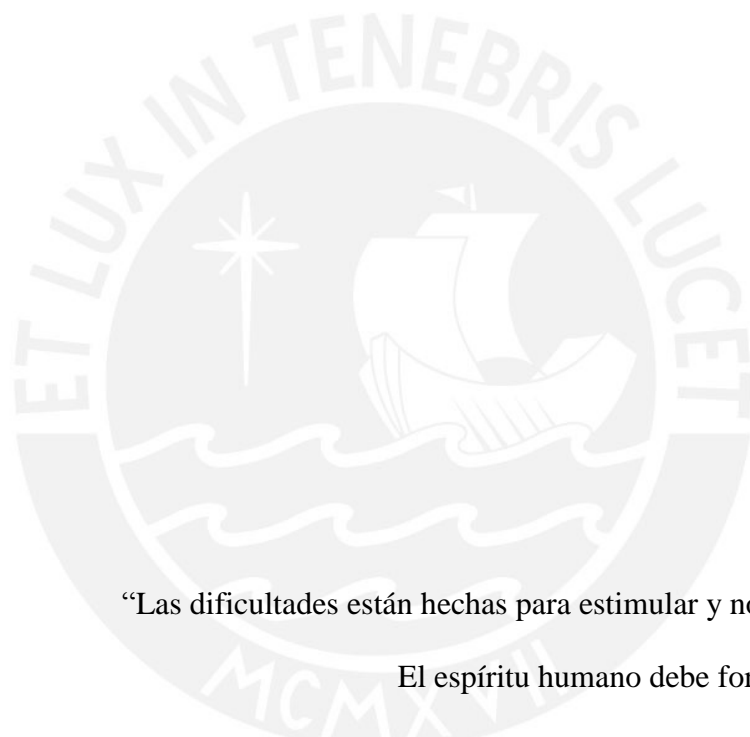 ET LUX IN TENEBRIS LUCET
“Las dificultades están hechas para estimular y no
El espíritu humano debe for
MCMXVII